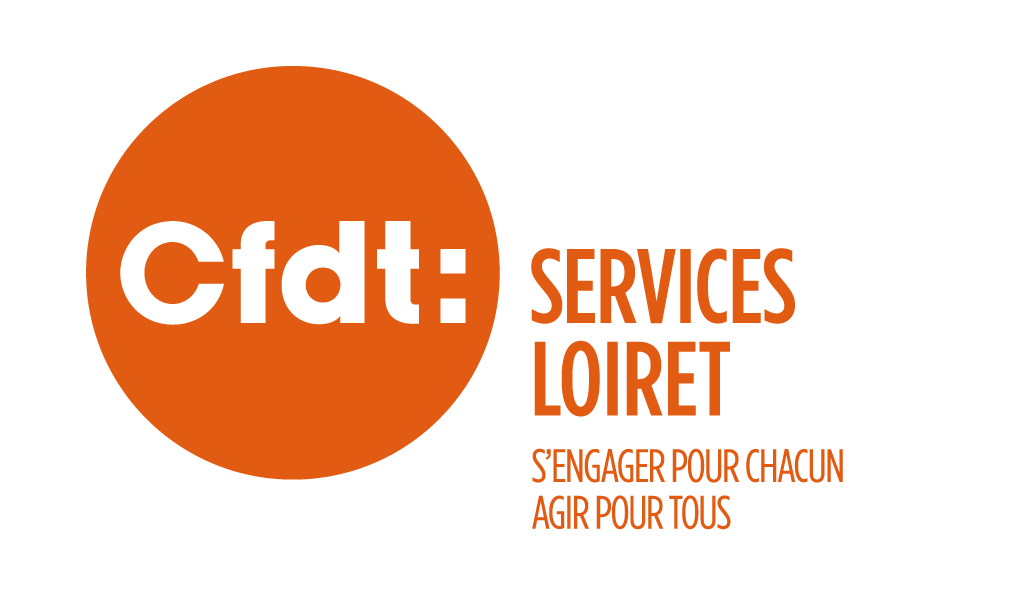 Cfdt:
SERVICES
LOIRET
S’ENGAGER POUR CHACUN
AGIR POUR TOUS